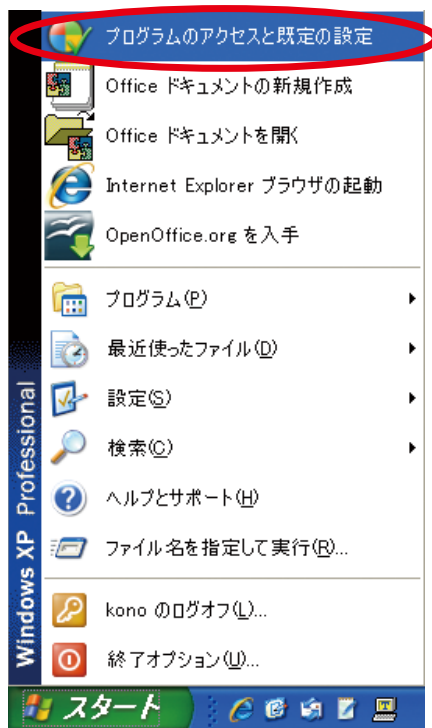 プログラムのアクセスと既定の設定
Office ドキュメントの新規作成
Office ドキュメントを開く
Internet Explorer ブラウザの起動
OpenOffice.org を入手
プログラム(P)
最近使ったファイル(D)
設定(S)
検索(C)
ヘルプとサポート(H)
ファイル名を指定して実行(R)...
kono のログオフ(L)...
終了オプション(U)...
Windows XP Professional
スタート